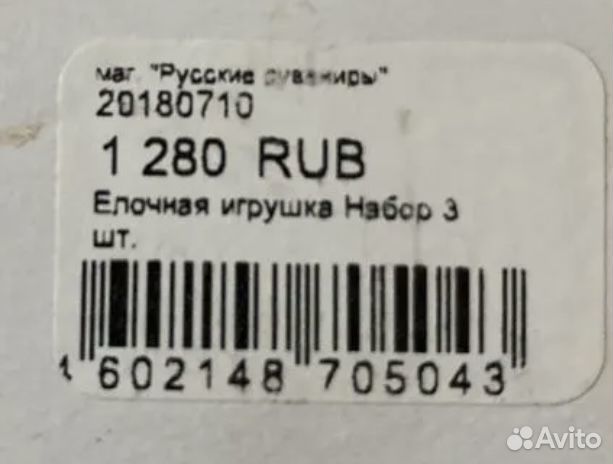 маг. "Русские сувениры"
20180710
1 280 RUB
Елочная игрушка Набор 3
шт.
1 602148 705043
Avito